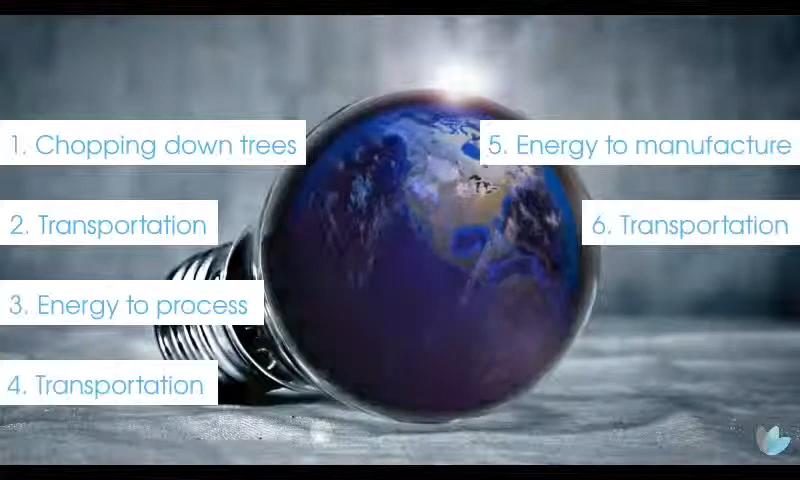 1. Chopping down trees
2. Transportation
3. Energy to process
4. Transportation
5. Energy to manufacture
6. Transportation